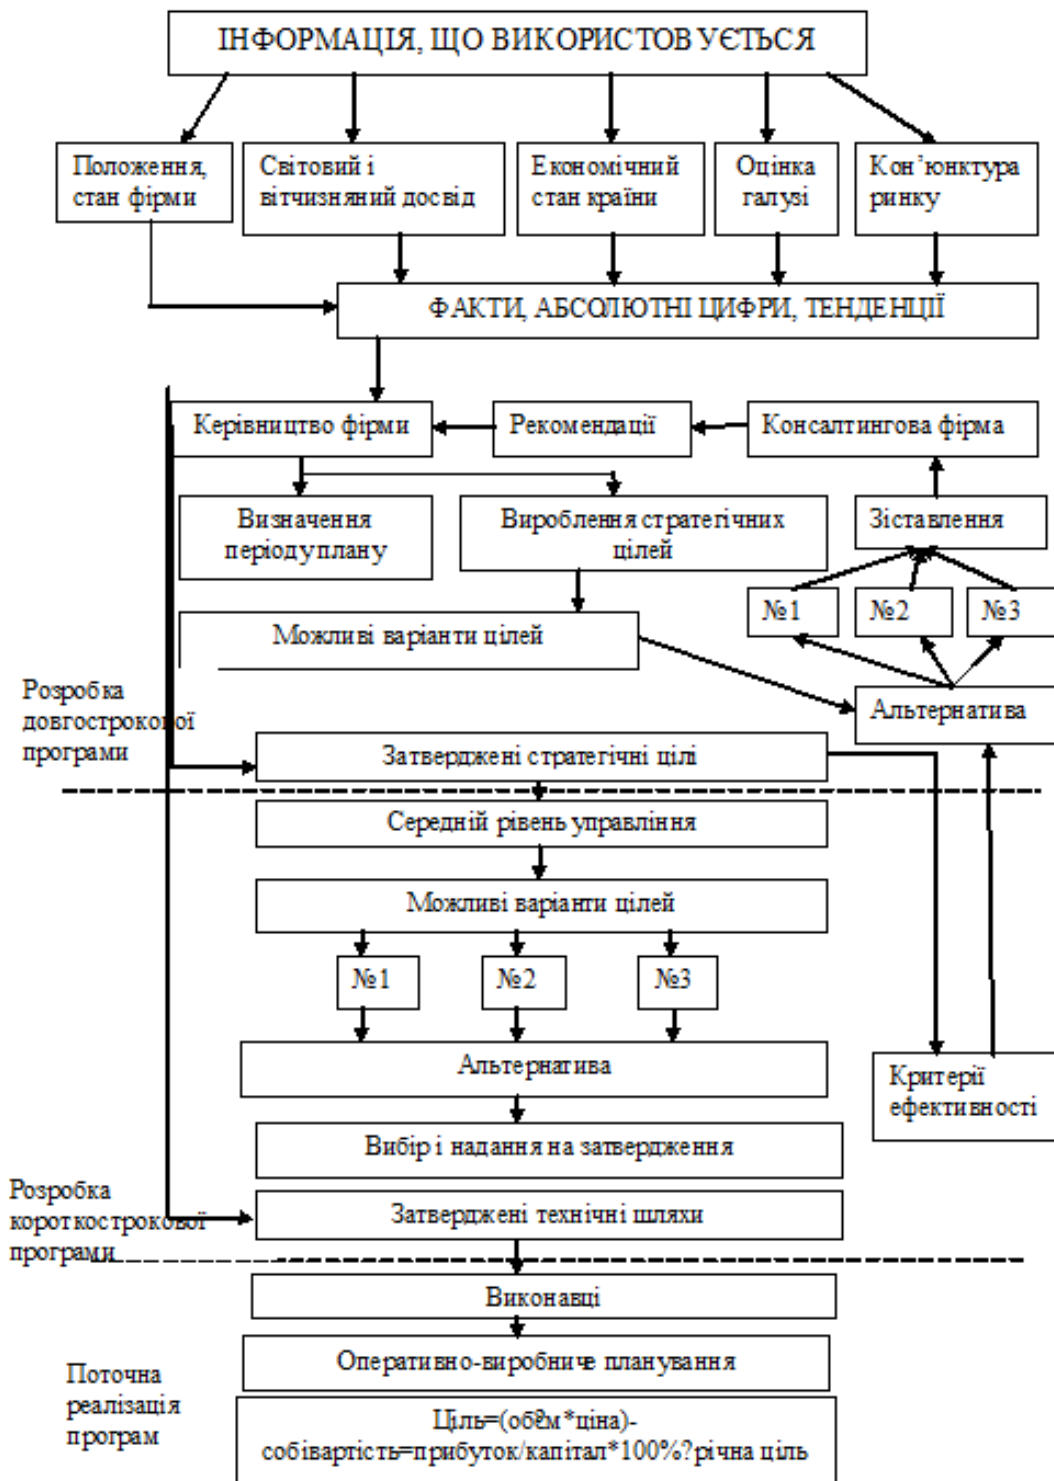 ІНФОРМАЦІЯ, ЩО ВИКОРИСТОВУЄТЬСЯ
Положення,
стан фірми
Світовий і
вітчизняний досвід
Економічний
стан країни
Оцінка
галузі
Кон’юнктура
ринку
ФАКТИ, АБСОЛЮТНІ ЦИФРИ, ТЕНДЕНЦІЇ
Керівництво фірми
Рекомендації
Консалтингова фірма
Визначення
періоду плану
Вироблення стратегічних
цілей
Зіставлення
№1
№2
№3
Можливі варіанти цілей
Альтернатива
Розробка
довгострокової
програми
Затверджені стратегічні цілі
Середній рівень управління
Можливі варіанти цілей
№1
№2
№3
Альтернатива
Критерії
ефективності
Вибір і надання на затвердження
Розробка
короткострокової
програми
Затверджені технічні шляхи
Виконавці
Оперативно-виробниче планування
Поточна
реалізація
програм
Ціль=(об?єм*ціна)-
собівартість=прибуток/капітал*100%?річна ціль